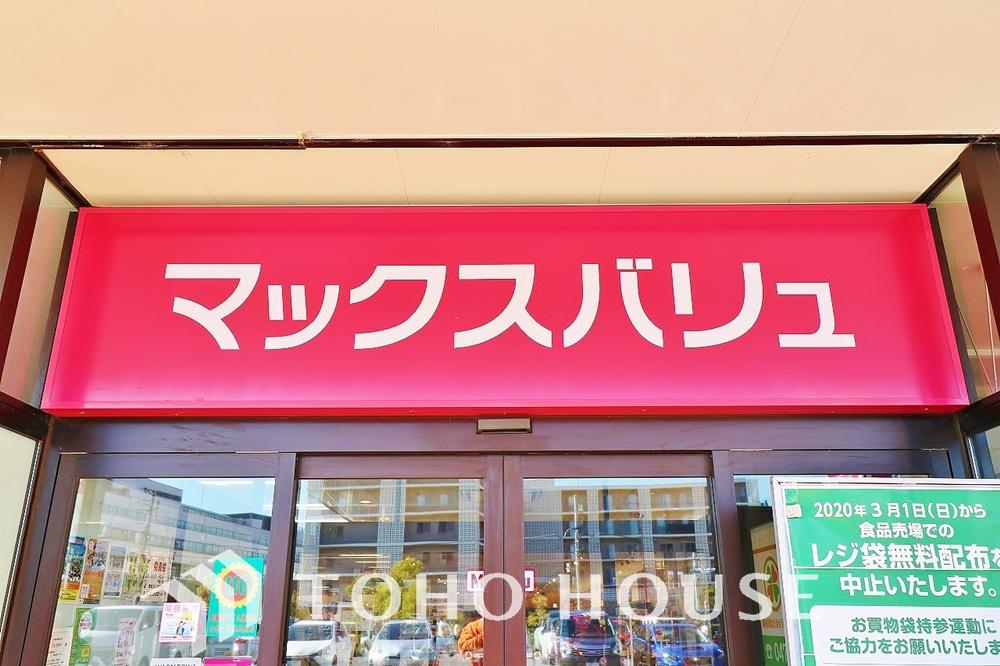 マックスバリュ
2020年3月1日(日)から
食品売場での
レジ袋無料配布を
中止いたします。
お買物袋持参運動に
ご協力をお願いいたしま
TOHO HOUSE